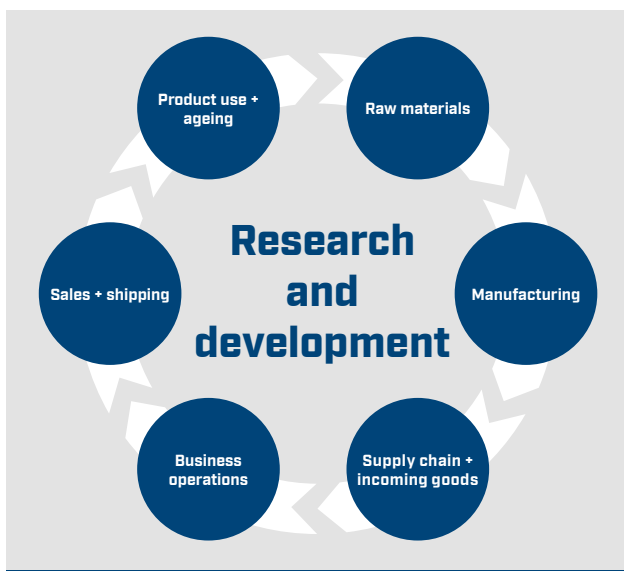 Product use +
ageing
Raw materials
Research
and
development
Sales + shipping
Manufacturing
Business
operations
Supply chain +
incoming goods